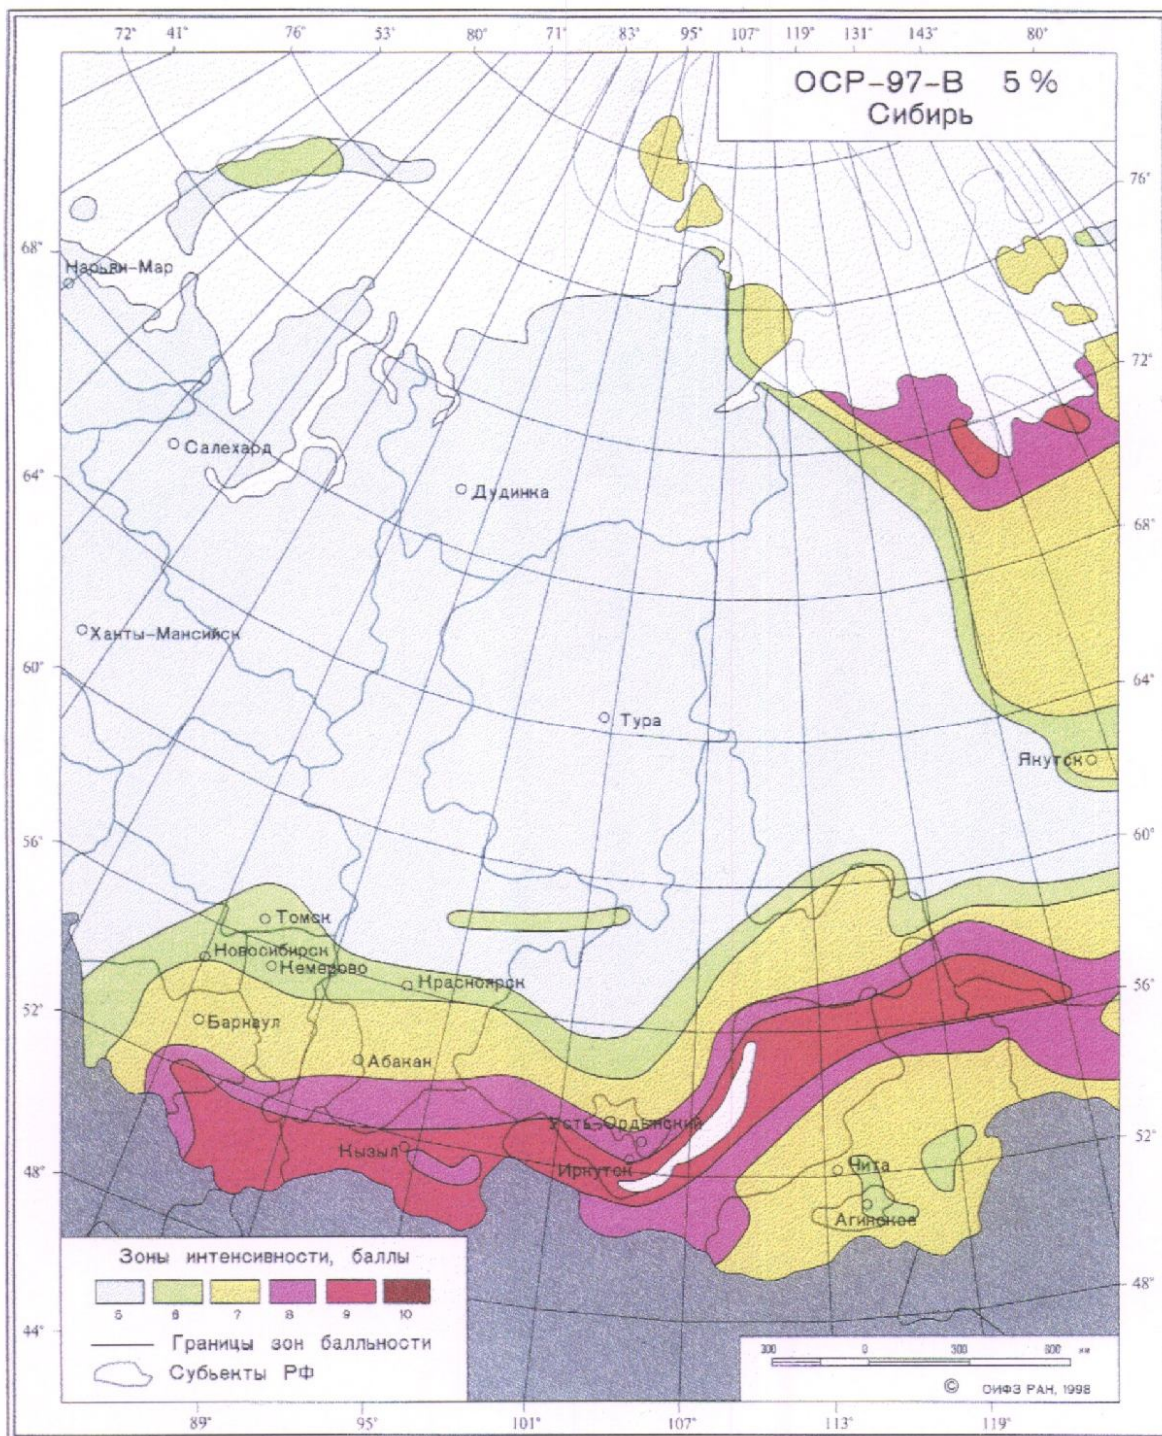 72° 41° 76° 53° 80° 71° 83° 95° 107° 119° 131° 143° 80°
ОСР-97-В 5 %
Сибирь
76°
68°
Нарьян-Мар
72°
Салехард
64°
Дудинка
68°
Ханты-Мансийск
60°
64°
Тура
Якутск
60°
56°
Томск
Новосибирск
Кемерово
Красноярск
56°
52°
Барнаул
Абакан
Усть-Ордынский
52°
Кызыл
Иркутск
Чита
48°
Агинское
Зоны интенсивности, баллы
5 6 7 8 9 10
48°
44°
Границы зон балльности
Субъекты РФ
300 0 300 600 км
© ОИФЗ РАН, 1998
89° 95° 101° 107° 113° 119°